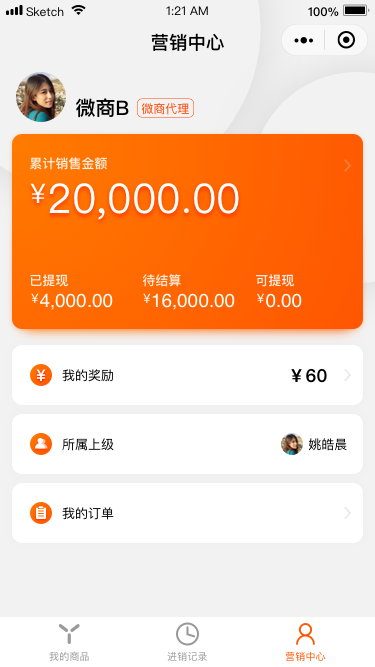 Sketch 1:21 AM 100%
营销中心
微商B 微商代理
累计销售金额
¥20,000.00
已提现 待结算 可提现
¥4,000.00 ¥16,000.00 ¥0.00
¥ 我的奖励 ¥ 60
所属上级 姚皓晨
我的订单
我的商品 进销记录 营销中心